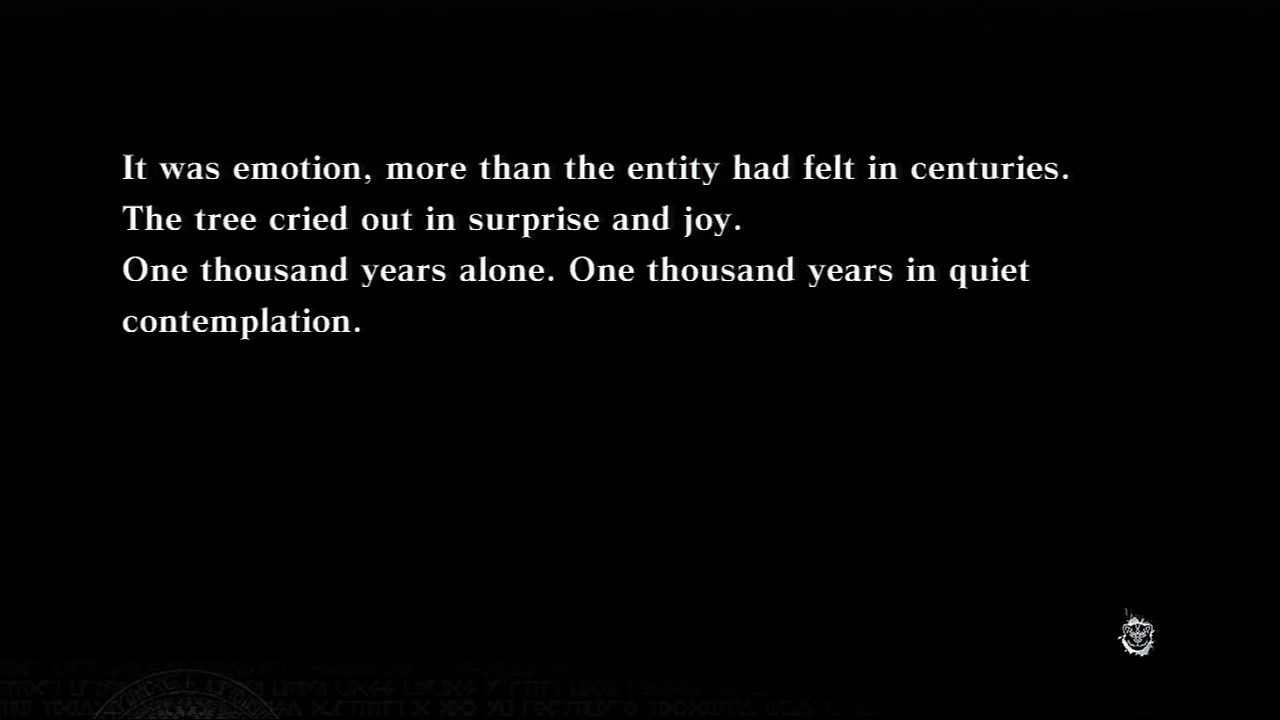 It was emotion, more than the entity had felt in centuries.
The tree cried out in surprise and joy.
One thousand years alone. One thousand years in quiet
contemplation.